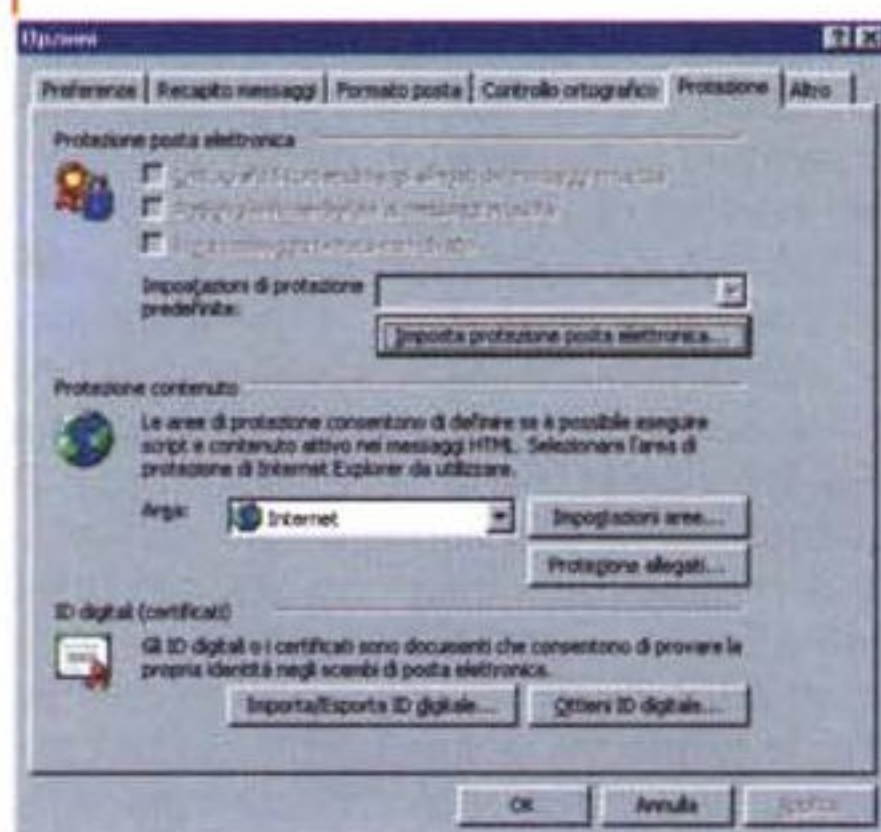 Opzioni
Preferenze Recapito messaggi Formato posta Controllo ortografico Protezione Altro
Protezione posta elettronica
Impostazioni di protezione
predefinite:
Imposta protezione posta elettronica...
Protezione contenuto
Le aree di protezione consentono di definire se è possibile eseguire
script e contenuto attivo nei messaggi HTML. Selezionare l'area di
protezione di Internet Explorer da utilizzare.
Area: Internet Impostazioni aree...
Protezione allegati...
ID digitali (certificati)
Gli ID digitali o i certificati sono documenti che consentono di provare la
propria identità negli scambi di posta elettronica.
Importa/Esporta ID digitale... Ottieni ID digitale...
OK Annulla Applica